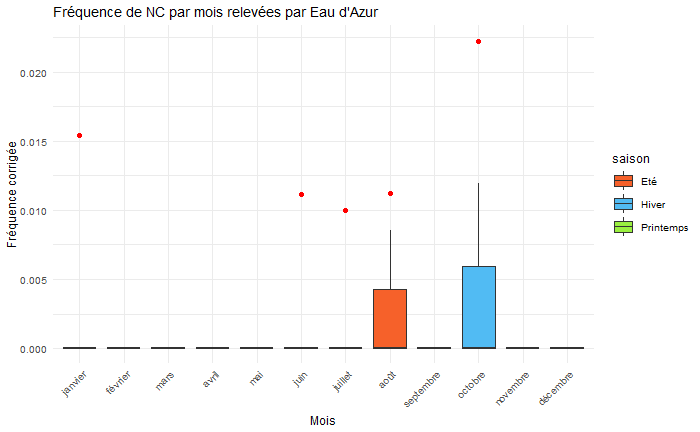 Fréquence de NC par mois relevées par Eau d'Azur
Fréquence corrigée
0.020
0.015
0.010
0.005
0.000
janvier
février
mars
avril
mai
juin
juillet
août
septembre
octobre
novembre
décembre
Mois
saison
Eté
Hiver
Printemps